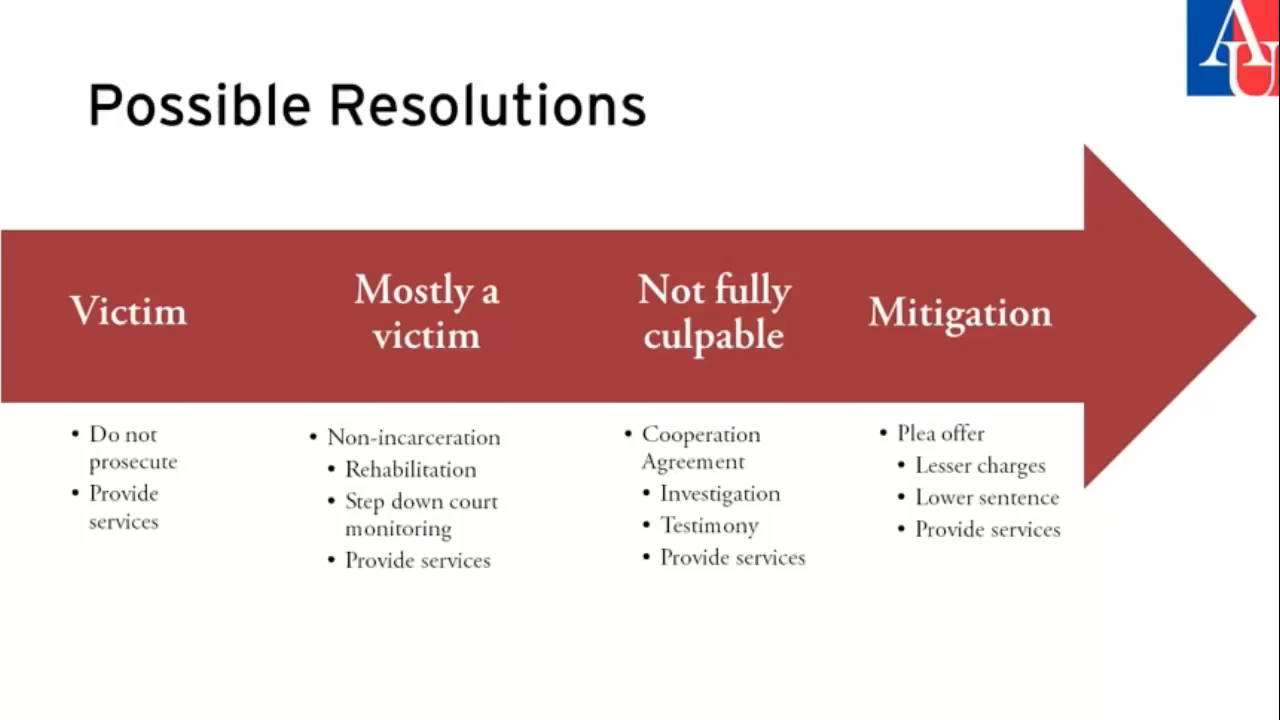 AU
Possible Resolutions
Victim
Mostly a
victim
Not fully
culpable
Mitigation
• Do not
prosecute
• Provide
services
• Non-incarceration
• Rehabilitation
• Step down court
monitoring
• Provide services
• Cooperation
Agreement
• Investigation
• Testimony
• Provide services
• Plea offer
• Lesser charges
• Lower sentence
• Provide services